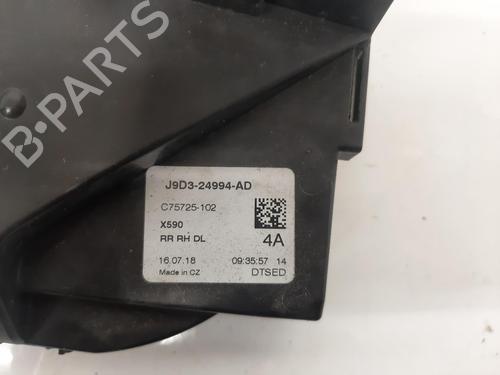 B-PARTS
J9D3-24994-AD
C75725-102
X590
RR RH DL
4A
16.07.18 09:35:57 14
Made in CZ DTSED